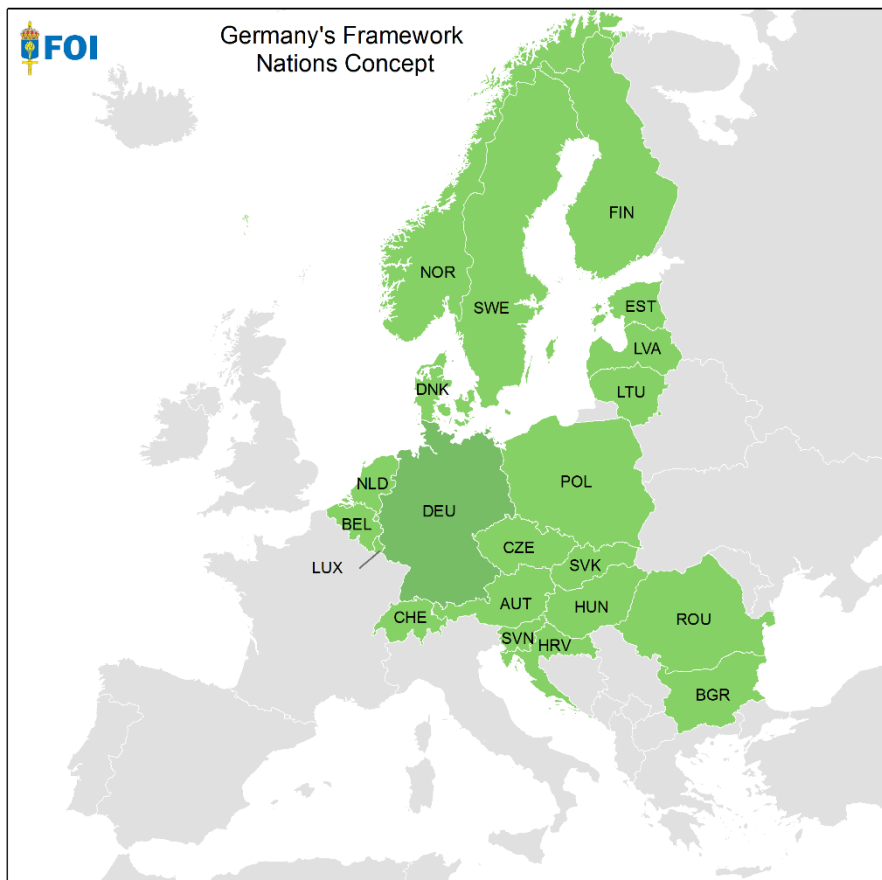 FOI
Germany's Framework
Nations Concept
FIN
NOR
SWE
EST
LVA
LTU
DNK
NLD
POL
DEU
BEL
CZE
LUX
SVK
AUT
HUN
CHE
ROU
SVN
HRV
BGR